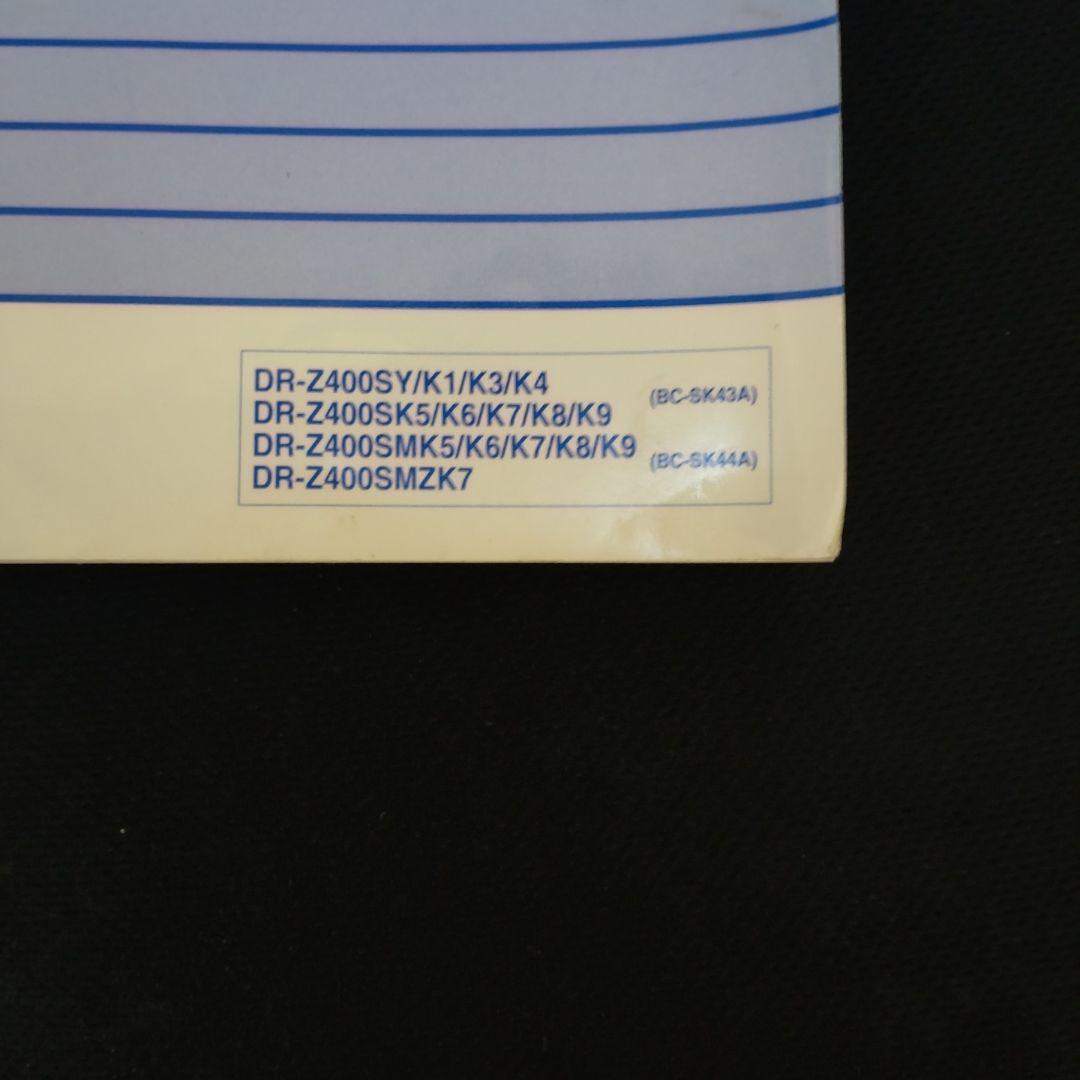 DR-Z400SY/K1/K3/K4
DR-Z400SK5/K6/K7/K8/K9
(BC-SK43A)
DR-Z400SMK5/K6/K7/K8/K9
DR-Z400SMZK7
(BC-SK44A)